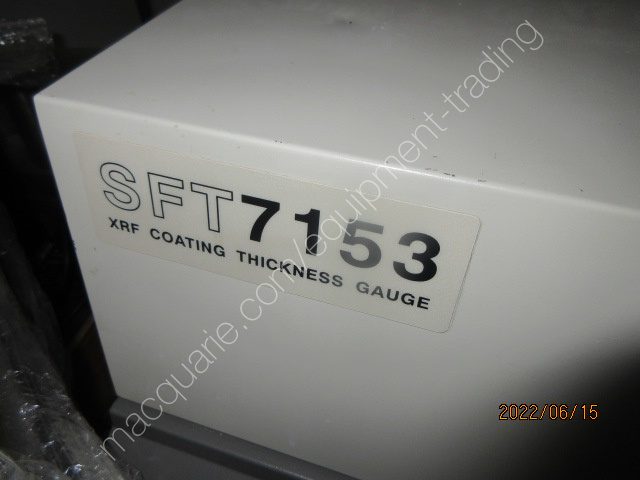 SFT7153
XRF COATING THICKNESS GAUGE
macquarie.com/equipment-trading
2022/06/15